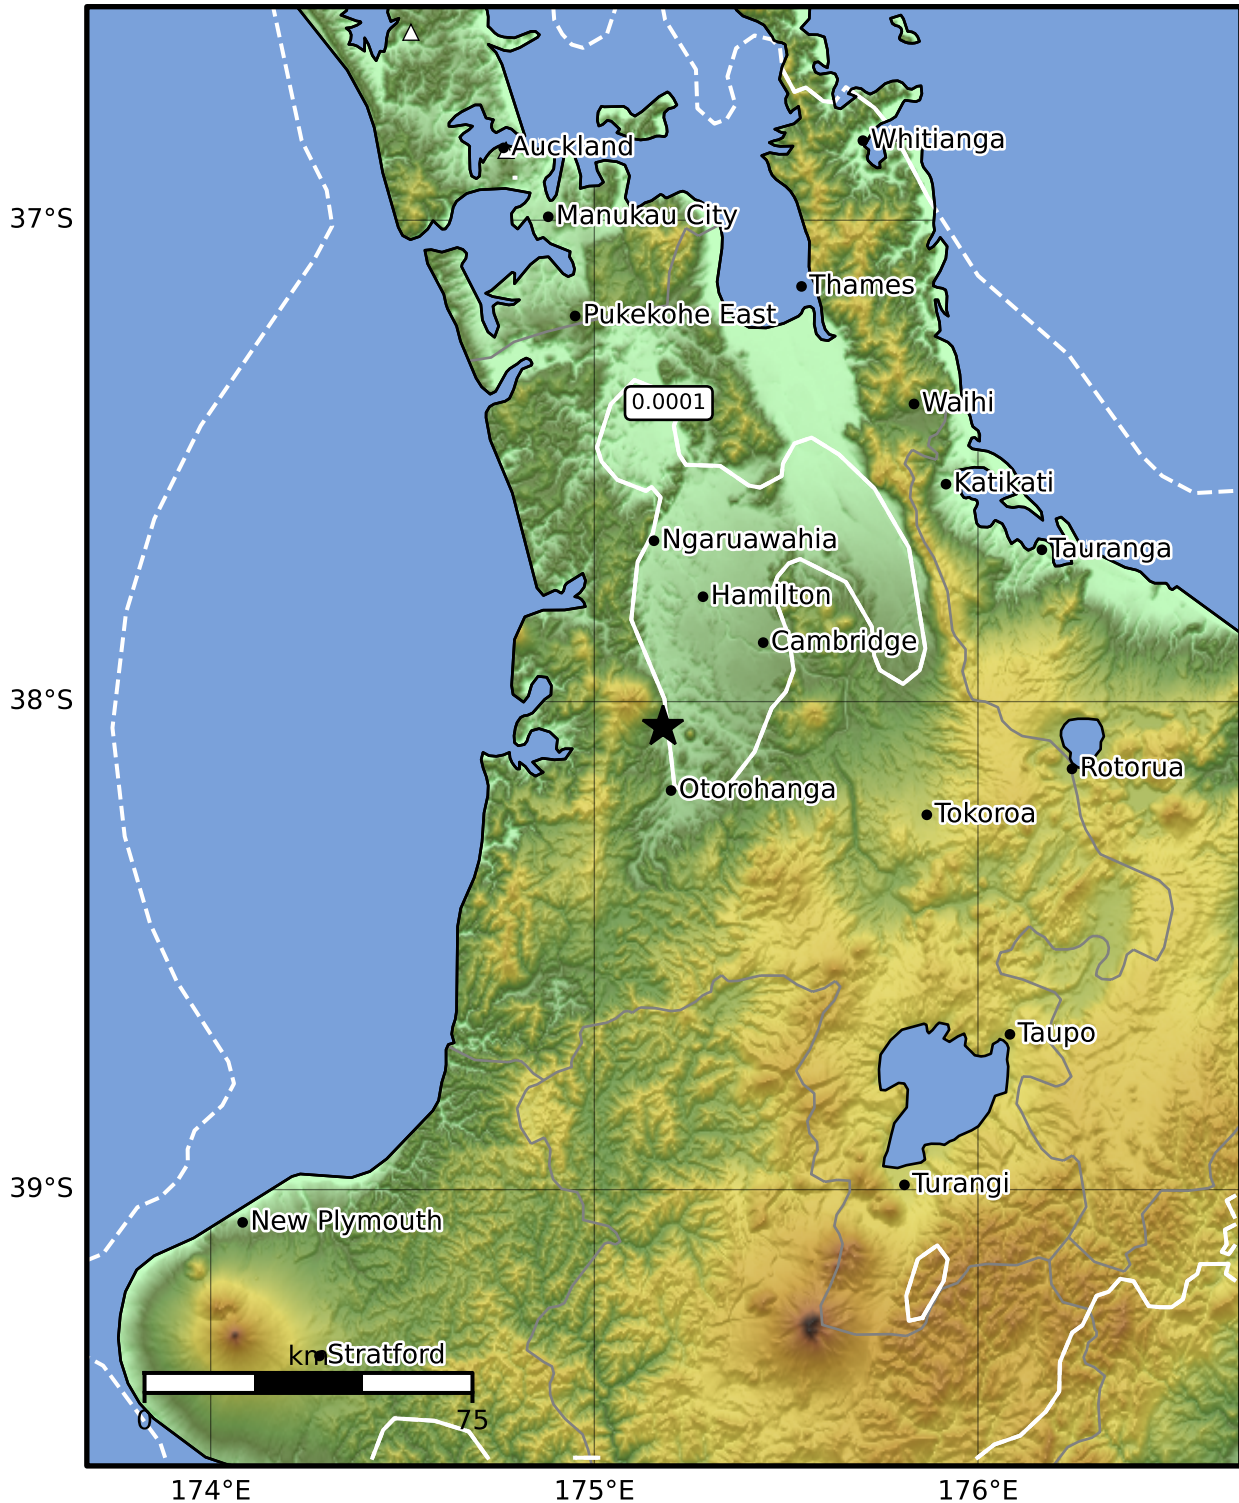 Auckland
Whitianga
37°S
Manukau City
Thames
Pukekohe East
0.0001
Waihi
Katikati
Ngaruawahia
Tauranga
Hamilton
Cambridge
38°S
Rotorua
Otorohanga
Tokoroa
Taupo
39°S
Turangi
New Plymouth
km
Stratford
0
75
174°E
175°E
176°E